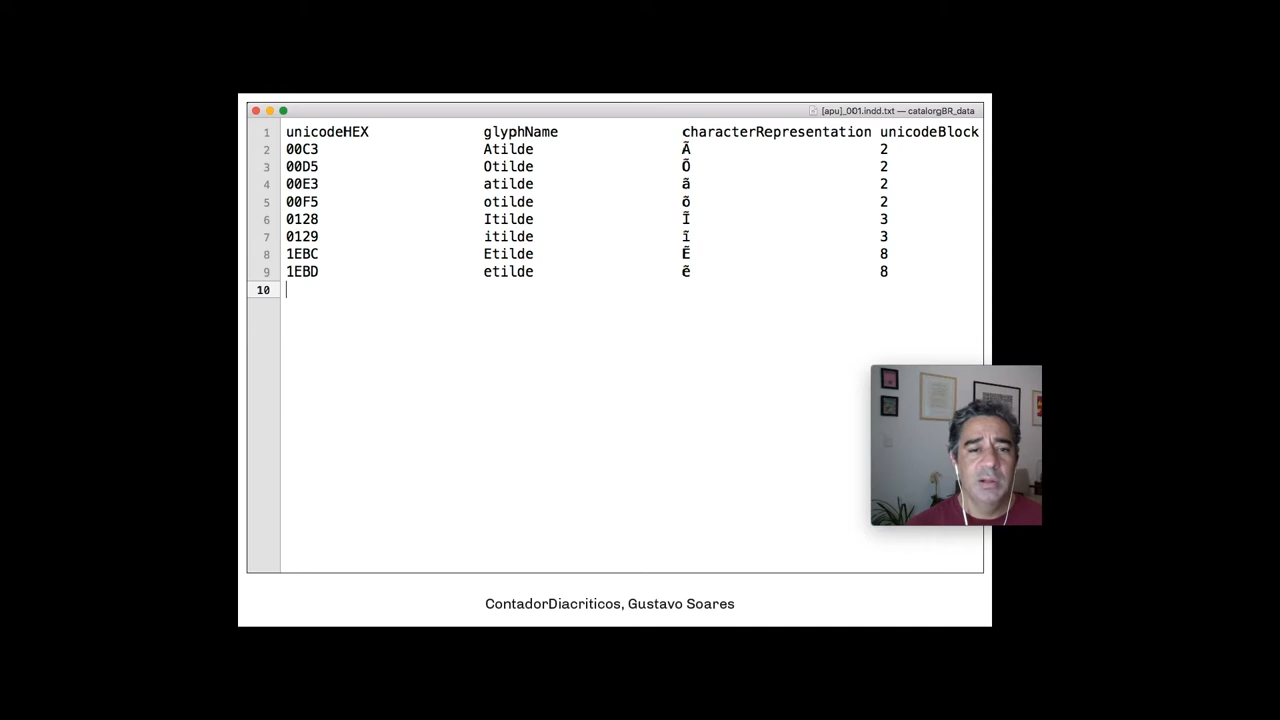 [apu]_001.indd.txt — catalorgBR_data
1 unicodeHEX glyphName characterRepresentation unicodeBlock
2 00C3 Atilde Ã 2
3 00D5 Otilde Õ 2
4 00E3 atilde ã 2
5 00F5 otilde õ 2
6 0128 Itilde Ĩ 3
7 0129 itilde ĩ 3
8 1EBC Etilde Ẽ 8
9 1EBD etilde ẽ 8
10
ContadorDiacriticos, Gustavo Soares